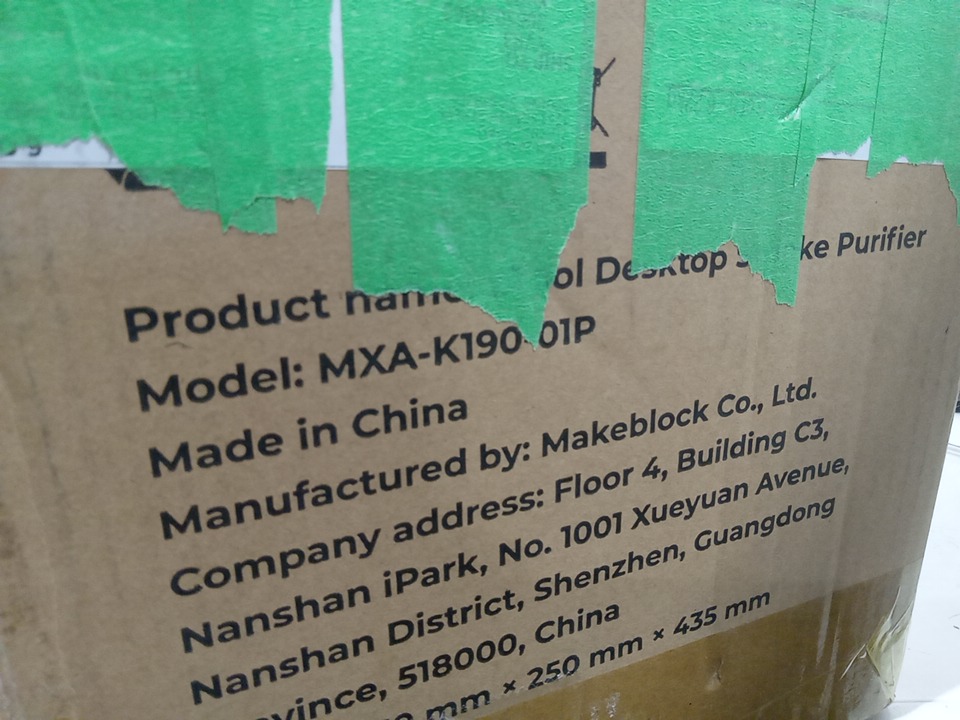 Product name ol Desktop ke Purifier
Model: MXA-K190-01P
Made in China
Manufactured by: Makeblock Co., Ltd.
Company address: Floor 4, Building C3,
Nanshan iPark, No. 1001 Xueyuan Avenue,
Nanshan District, Shenzhen, Guangdong
vince, 518000, China
mm × 250 mm × 435 mm